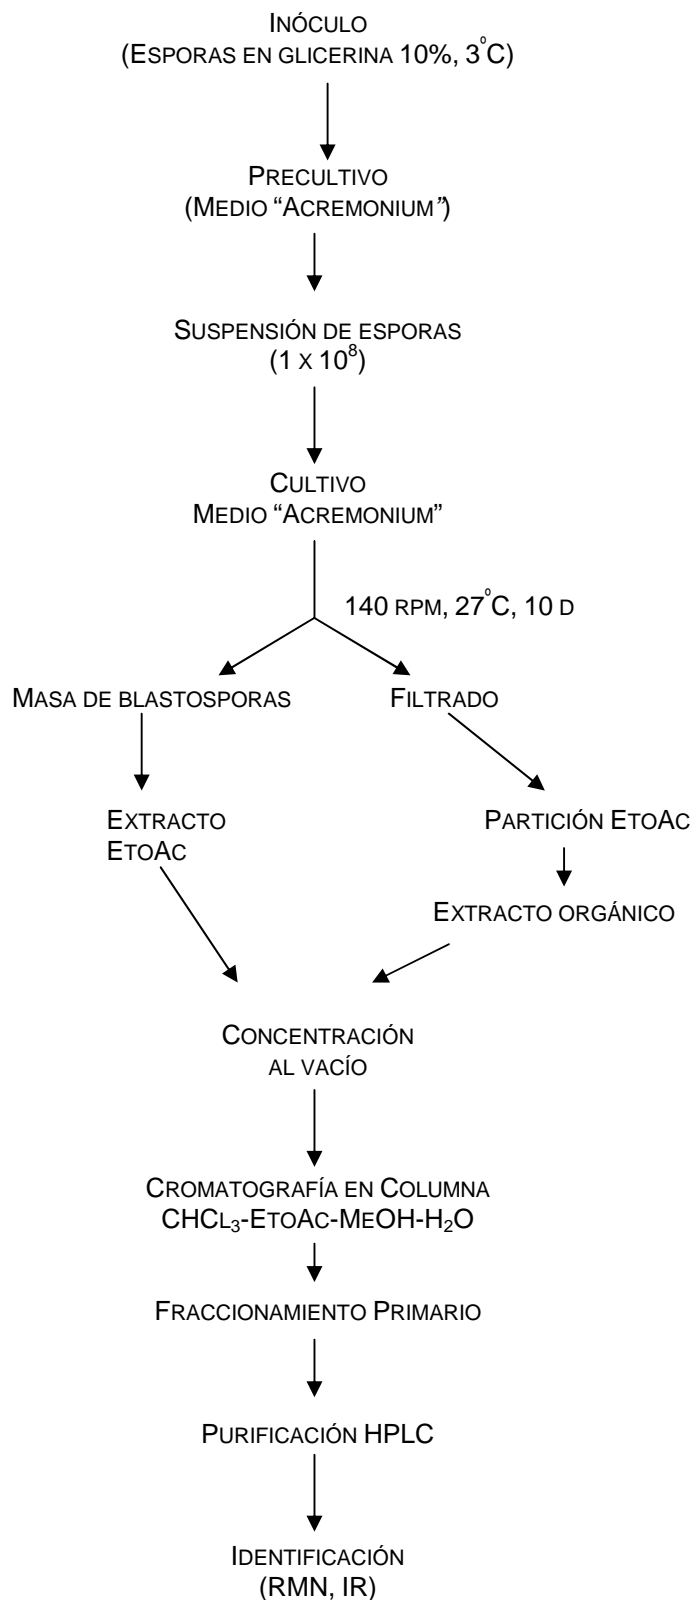 INÓCULO
(ESPORAS EN GLICERINA 10%, 3°C)
PRECULTIVO
(MEDIO “ACREMONIUM”)
SUSPENSIÓN DE ESPORAS
(1 X 10⁸)
CULTIVO
MEDIO “ACREMONIUM”
140 RPM, 27°C, 10 D
MASA DE BLASTOSPORAS
FILTRADO
EXTRACTO
ETOAC
PARTICIÓN ETOAC
EXTRACTO ORGÁNICO
CONCENTRACIÓN
AL VACÍO
CROMATOGRAFÍA EN COLUMNA
CHCL₃-ETOAC-MEOH-H₂O
FRACCIONAMIENTO PRIMARIO
PURIFICACIÓN HPLC
IDENTIFICACIÓN
(RMN, IR)